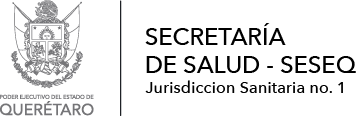 PODER EJECUTIVO DEL ESTADO DE
QUERÉTARO
SECRETARÍA
DE SALUD - SESEQ
Jurisdiccion Sanitaria no. 1